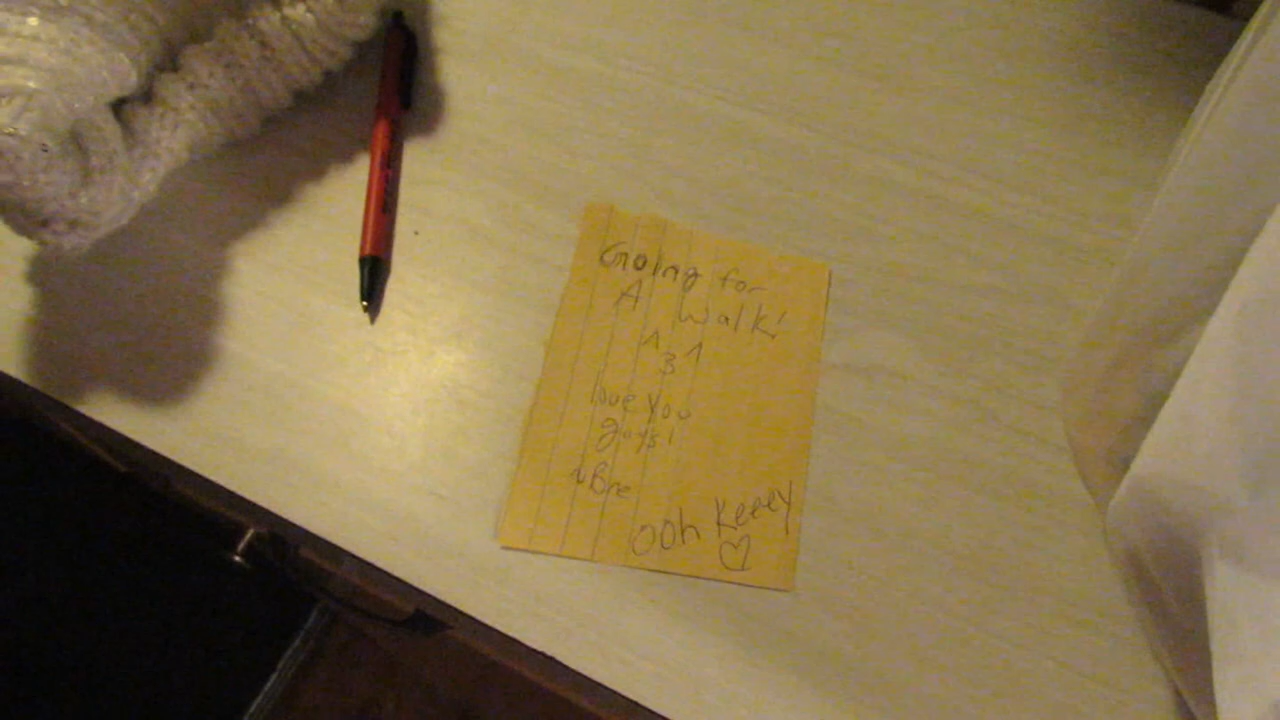 Going for
A walk!
^3^
love you
guys!
~Bre
OOh Keeey
♡